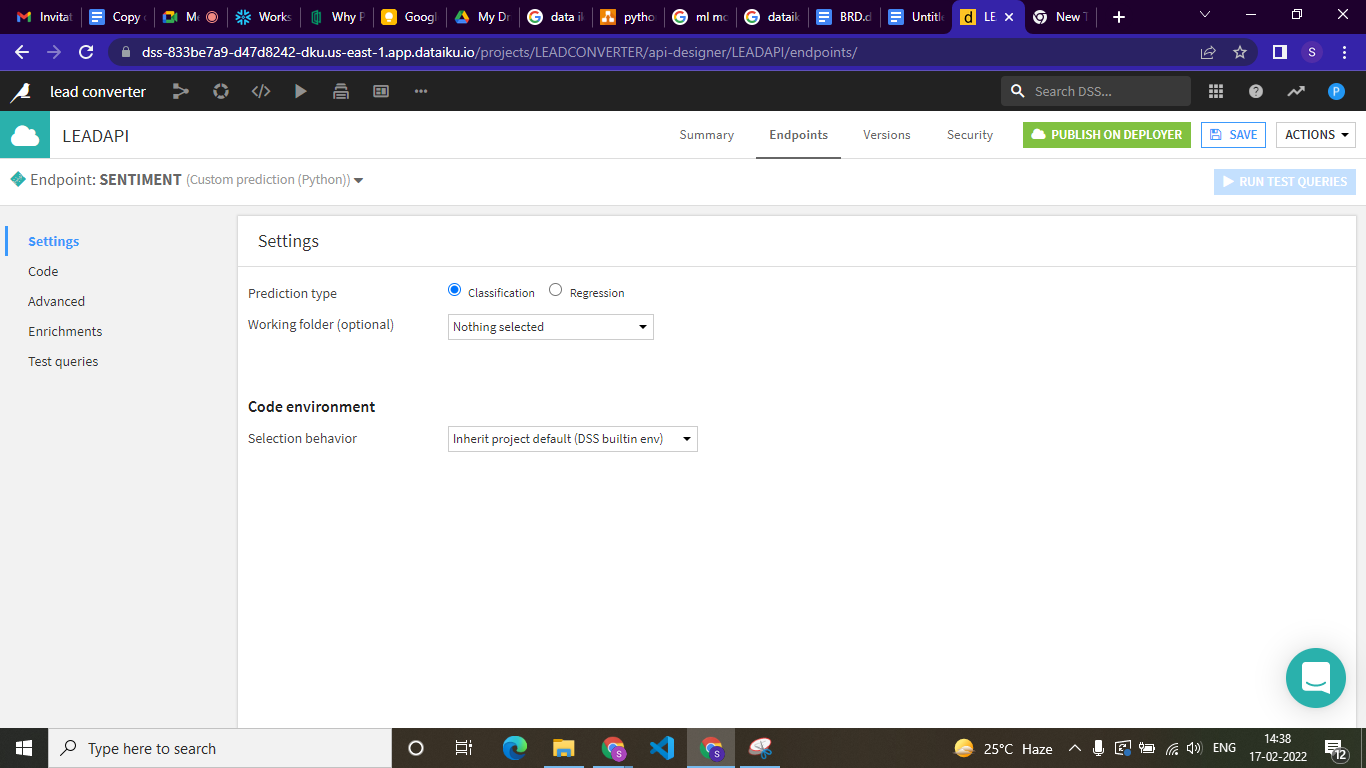 Invitat
Copy
Me
Works
Why P
Googl
My Dr
data ik
pytho
ml mo
dataik
BRD.d
Untitle
LE
New T
dss-833be7a9-d47d8242-dku.us-east-1.app.dataiku.io/projects/LEADCONVERTER/api-designer/LEADAPI/endpoints/
S
lead converter
Search DSS...
P
LEADAPI
Summary
Endpoints
Versions
Security
PUBLISH ON DEPLOYER
SAVE
ACTIONS
Endpoint: SENTIMENT (Custom prediction (Python))
RUN TEST QUERIES
Settings
Code
Advanced
Enrichments
Test queries
Settings
Prediction type
Classification
Regression
Working folder (optional)
Nothing selected
Code environment
Selection behavior
Inherit project default (DSS builtin env)
Type here to search
S
S
25°C Haze
ENG
14:38
17-02-2022
12